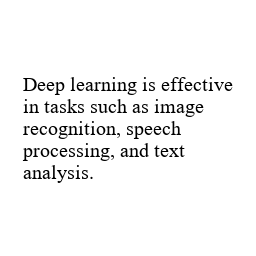 Deep learning is effective
in tasks such as image
recognition, speech
processing, and text
analysis.